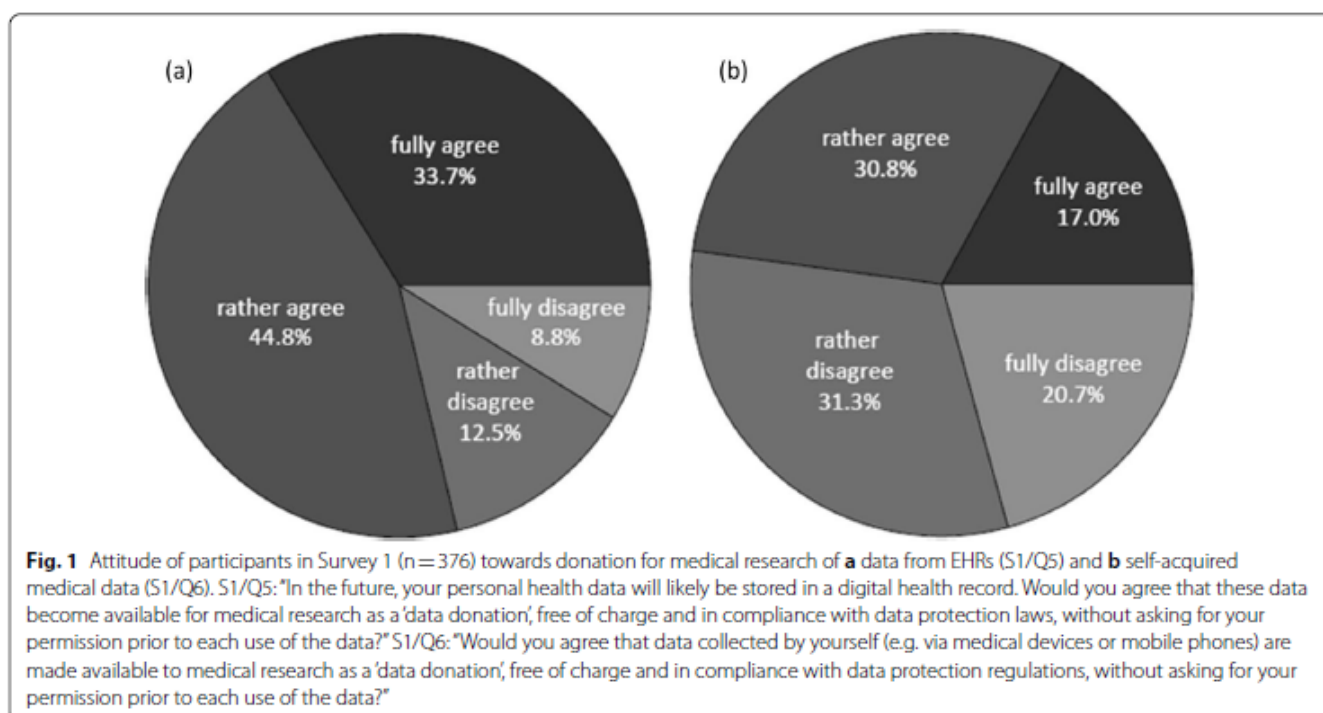 (a)
fully agree
33.7%
rather agree
44.8%
fully disagree
8.8%
rather
disagree
12.5%
(b)
rather agree
30.8%
fully agree
17.0%
rather
disagree
31.3%
fully disagree
20.7%
Fig. 1 Attitude of participants in Survey 1 (n = 376) towards donation for medical research of a data from EHRs (S1/Q5) and b self-acquired
medical data (S1/Q6). S1/Q5: "In the future, your personal health data will likely be stored in a digital health record. Would you agree that these data
become available for medical research as a 'data donation', free of charge and in compliance with data protection laws, without asking for your
permission prior to each use of the data?" S1/Q6: "Would you agree that data collected by yourself (e.g. via medical devices or mobile phones) are
made available to medical research as a 'data donation', free of charge and in compliance with data protection regulations, without asking for your
permission prior to each use of the data?"